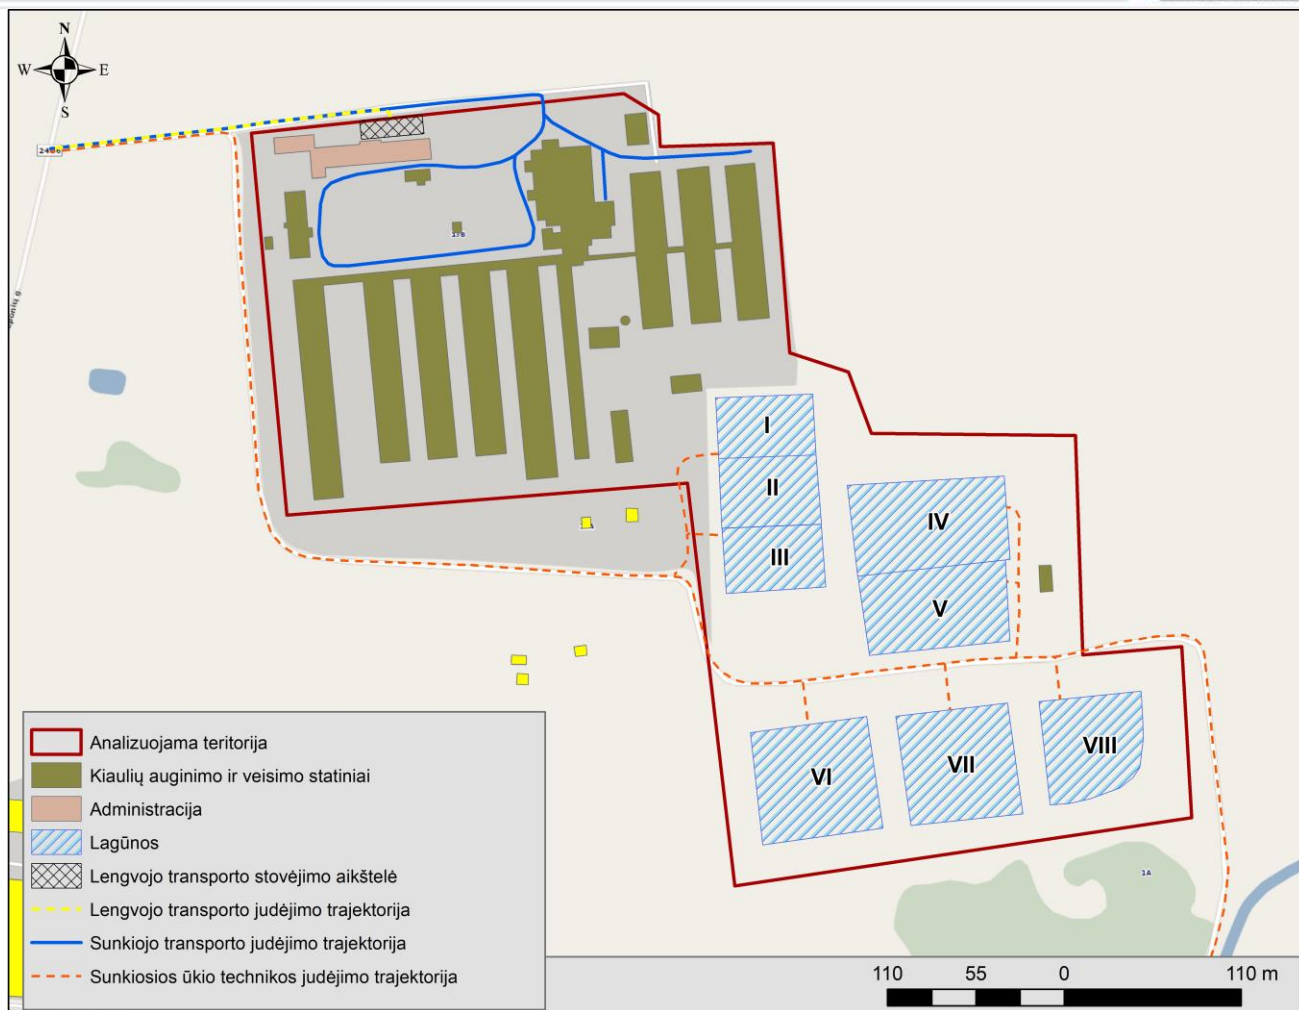 N
W E
S
I
II
III
IV
V
VI
VII
VIII
1A
Analizuojama teritorija
Kiaulių auginimo ir veisimo statiniai
Administracija
Lagūnos
Lengvojo transporto stovėjimo aikštelė
Lengvojo transporto judėjimo trajektorija
Sunkiojo transporto judėjimo trajektorija
Sunkiosios ūkio technikos judėjimo trajektorija
110 55 0 110 m